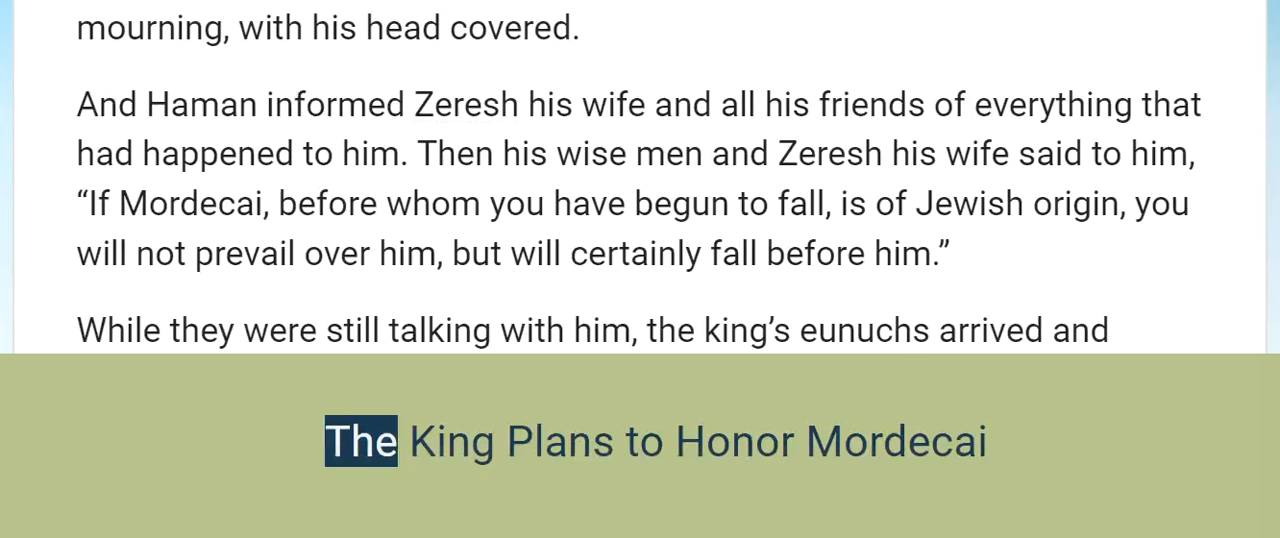 mourning, with his head covered.
And Haman informed Zeresh his wife and all his friends of everything that
had happened to him. Then his wise men and Zeresh his wife said to him,
“If Mordecai, before whom you have begun to fall, is of Jewish origin, you
will not prevail over him, but will certainly fall before him.”
While they were still talking with him, the king’s eunuchs arrived and
The King Plans to Honor Mordecai